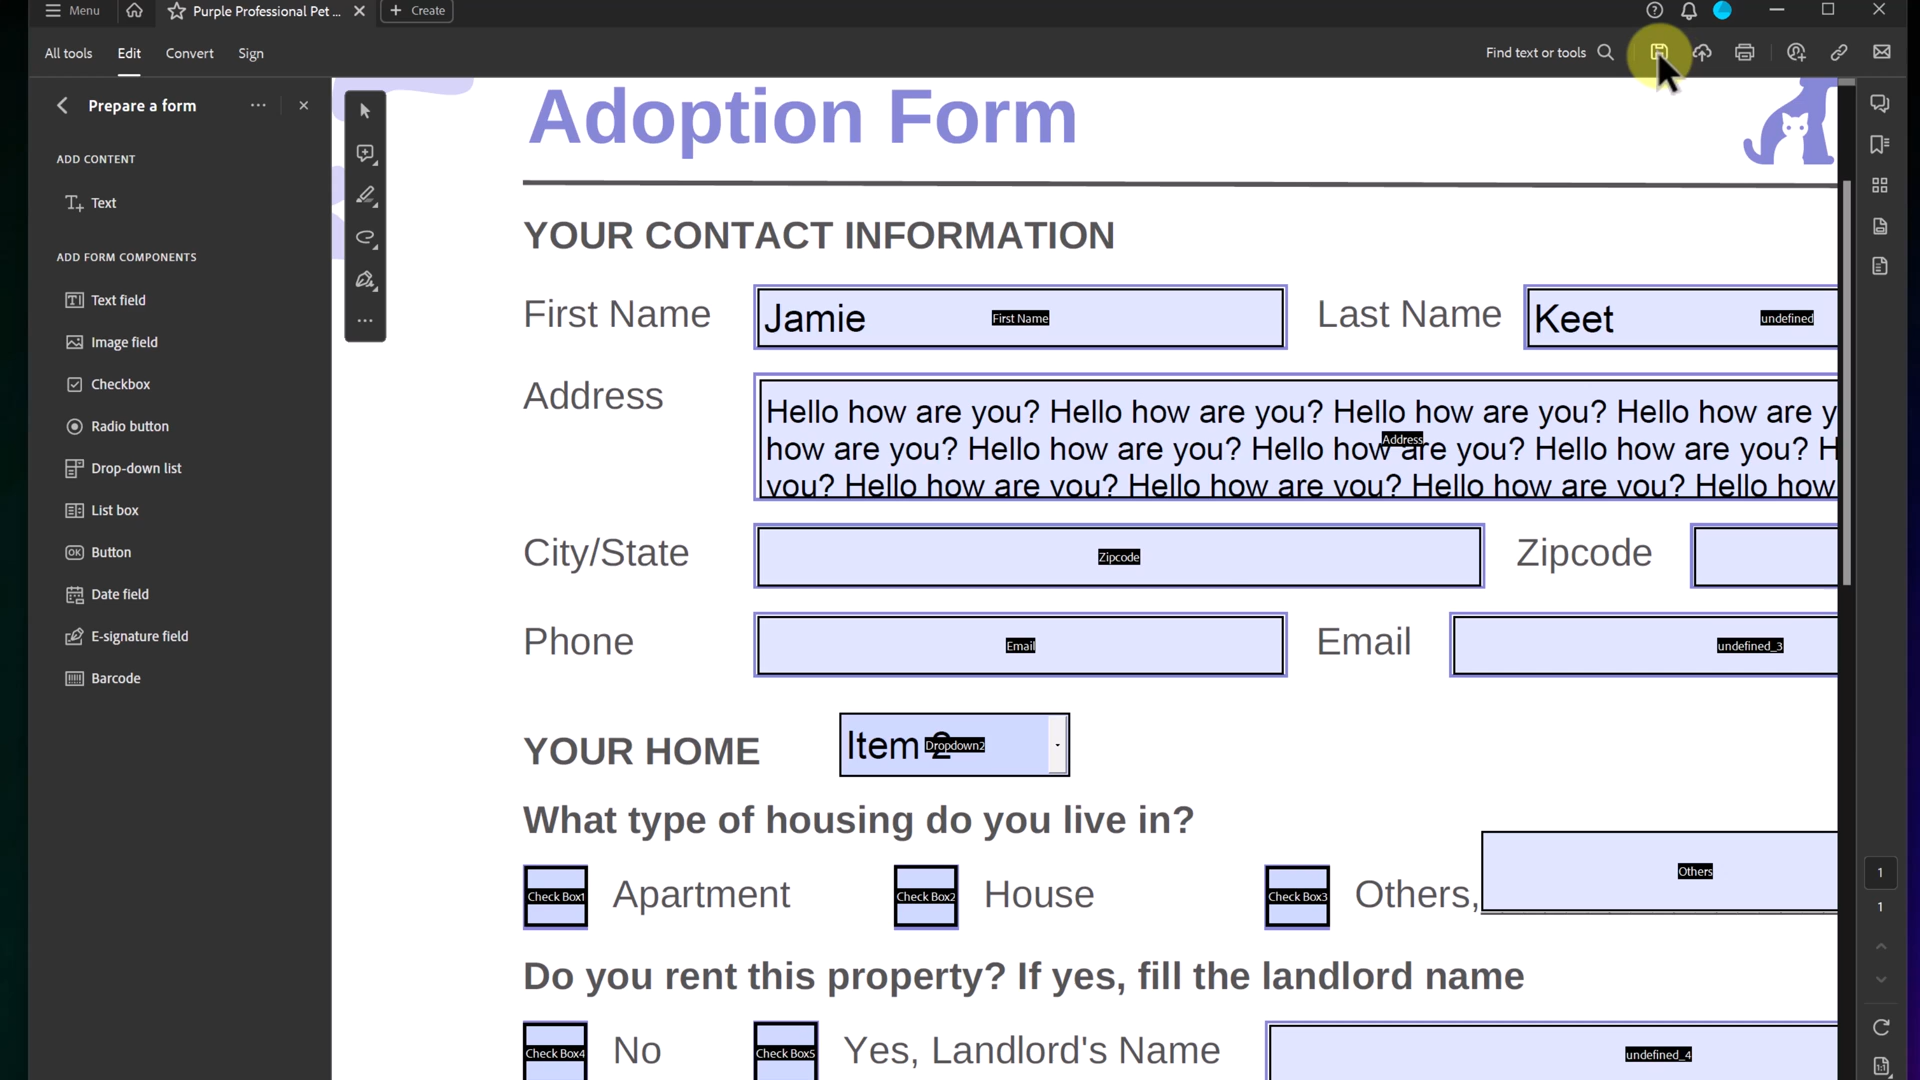 Menu
Purple Professional Pet ...
Create
All tools
Edit
Convert
Sign
Find text or tools
Prepare a form
ADD CONTENT
Text
ADD FORM COMPONENTS
Text field
Image field
Checkbox
Radio button
Drop-down list
List box
Button
Date field
E-signature field
Barcode
Adoption Form
YOUR CONTACT INFORMATION
First Name Jamie First Name Last Name Keet undefined
Address
Hello how are you? Hello how are you? Hello how are you? Hello how are y
how are you? Hello how are you? Hello how are you? Hello how are you? H
you? Hello how are you? Hello how are you? Hello how are you? Hello how
Address
City/State Zipcode Zipcode
Phone Email Email undefined_3
YOUR HOME Item 2 Dropdown2
What type of housing do you live in?
Check Box1 Apartment Check Box2 House Check Box3 Others, Others
Do you rent this property? If yes, fill the landlord name
Check Box4 No Check Box5 Yes, Landlord's Name undefined_4
1
1